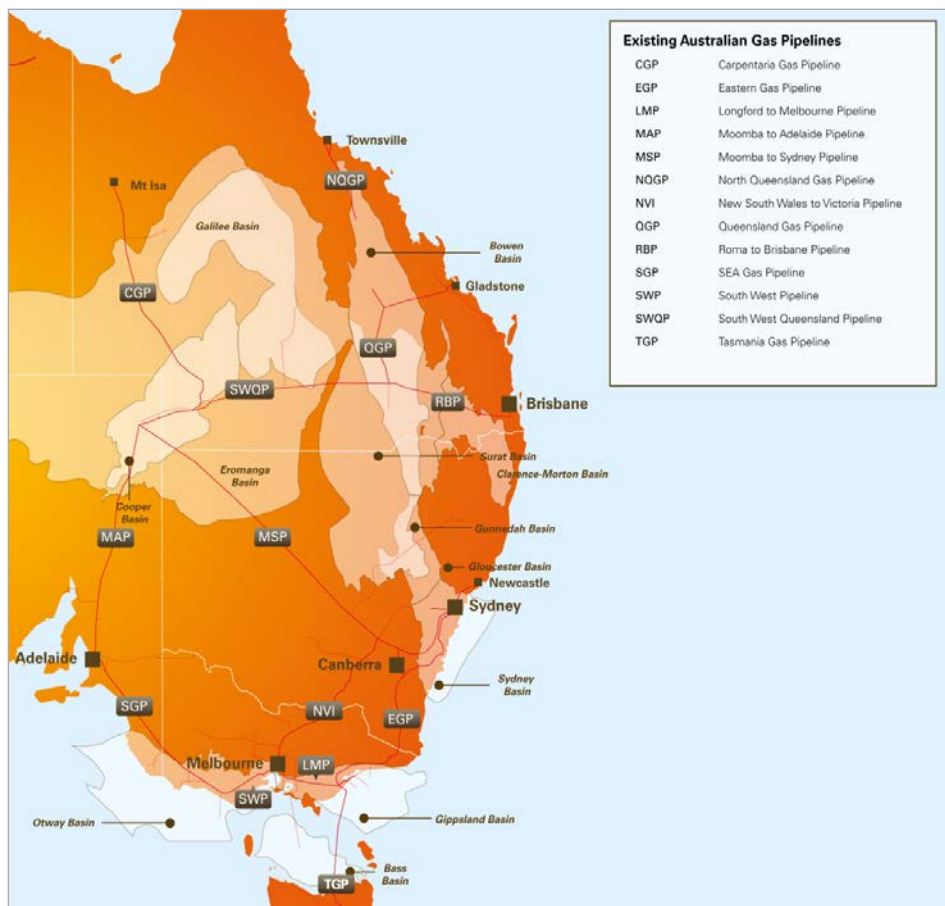 Existing Australian Gas Pipelines
CGP Carpentaria Gas Pipeline
EGP Eastern Gas Pipeline
LMP Longford to Melbourne Pipeline
MAP Moomba to Adelaide Pipeline
MSP Moomba to Sydney Pipeline
NQGP North Queensland Gas Pipeline
NVI New South Wales to Victoria Pipeline
QGP Queensland Gas Pipeline
RBP Roma to Brisbane Pipeline
SGP SEA Gas Pipeline
SWP South West Pipeline
SWQP South West Queensland Pipeline
TGP Tasmania Gas Pipeline
Townsville
NQGP
Mt Isa
Galilee Basin
Bowen
Basin
CGP
Gladstone
QGP
SWQP
RBP
Brisbane
Surat Basin
Eromanga
Basin
Clarence-Morton Basin
Cooper
Basin
Gunnedah Basin
MAP
MSP
Gloucester Basin
Newcastle
Sydney
Adelaide
Canberra
Sydney
Basin
SGP
NVI
EGP
Melbourne
LMP
SWP
Otway Basin
Gippsland Basin
Bass
Basin
TGP